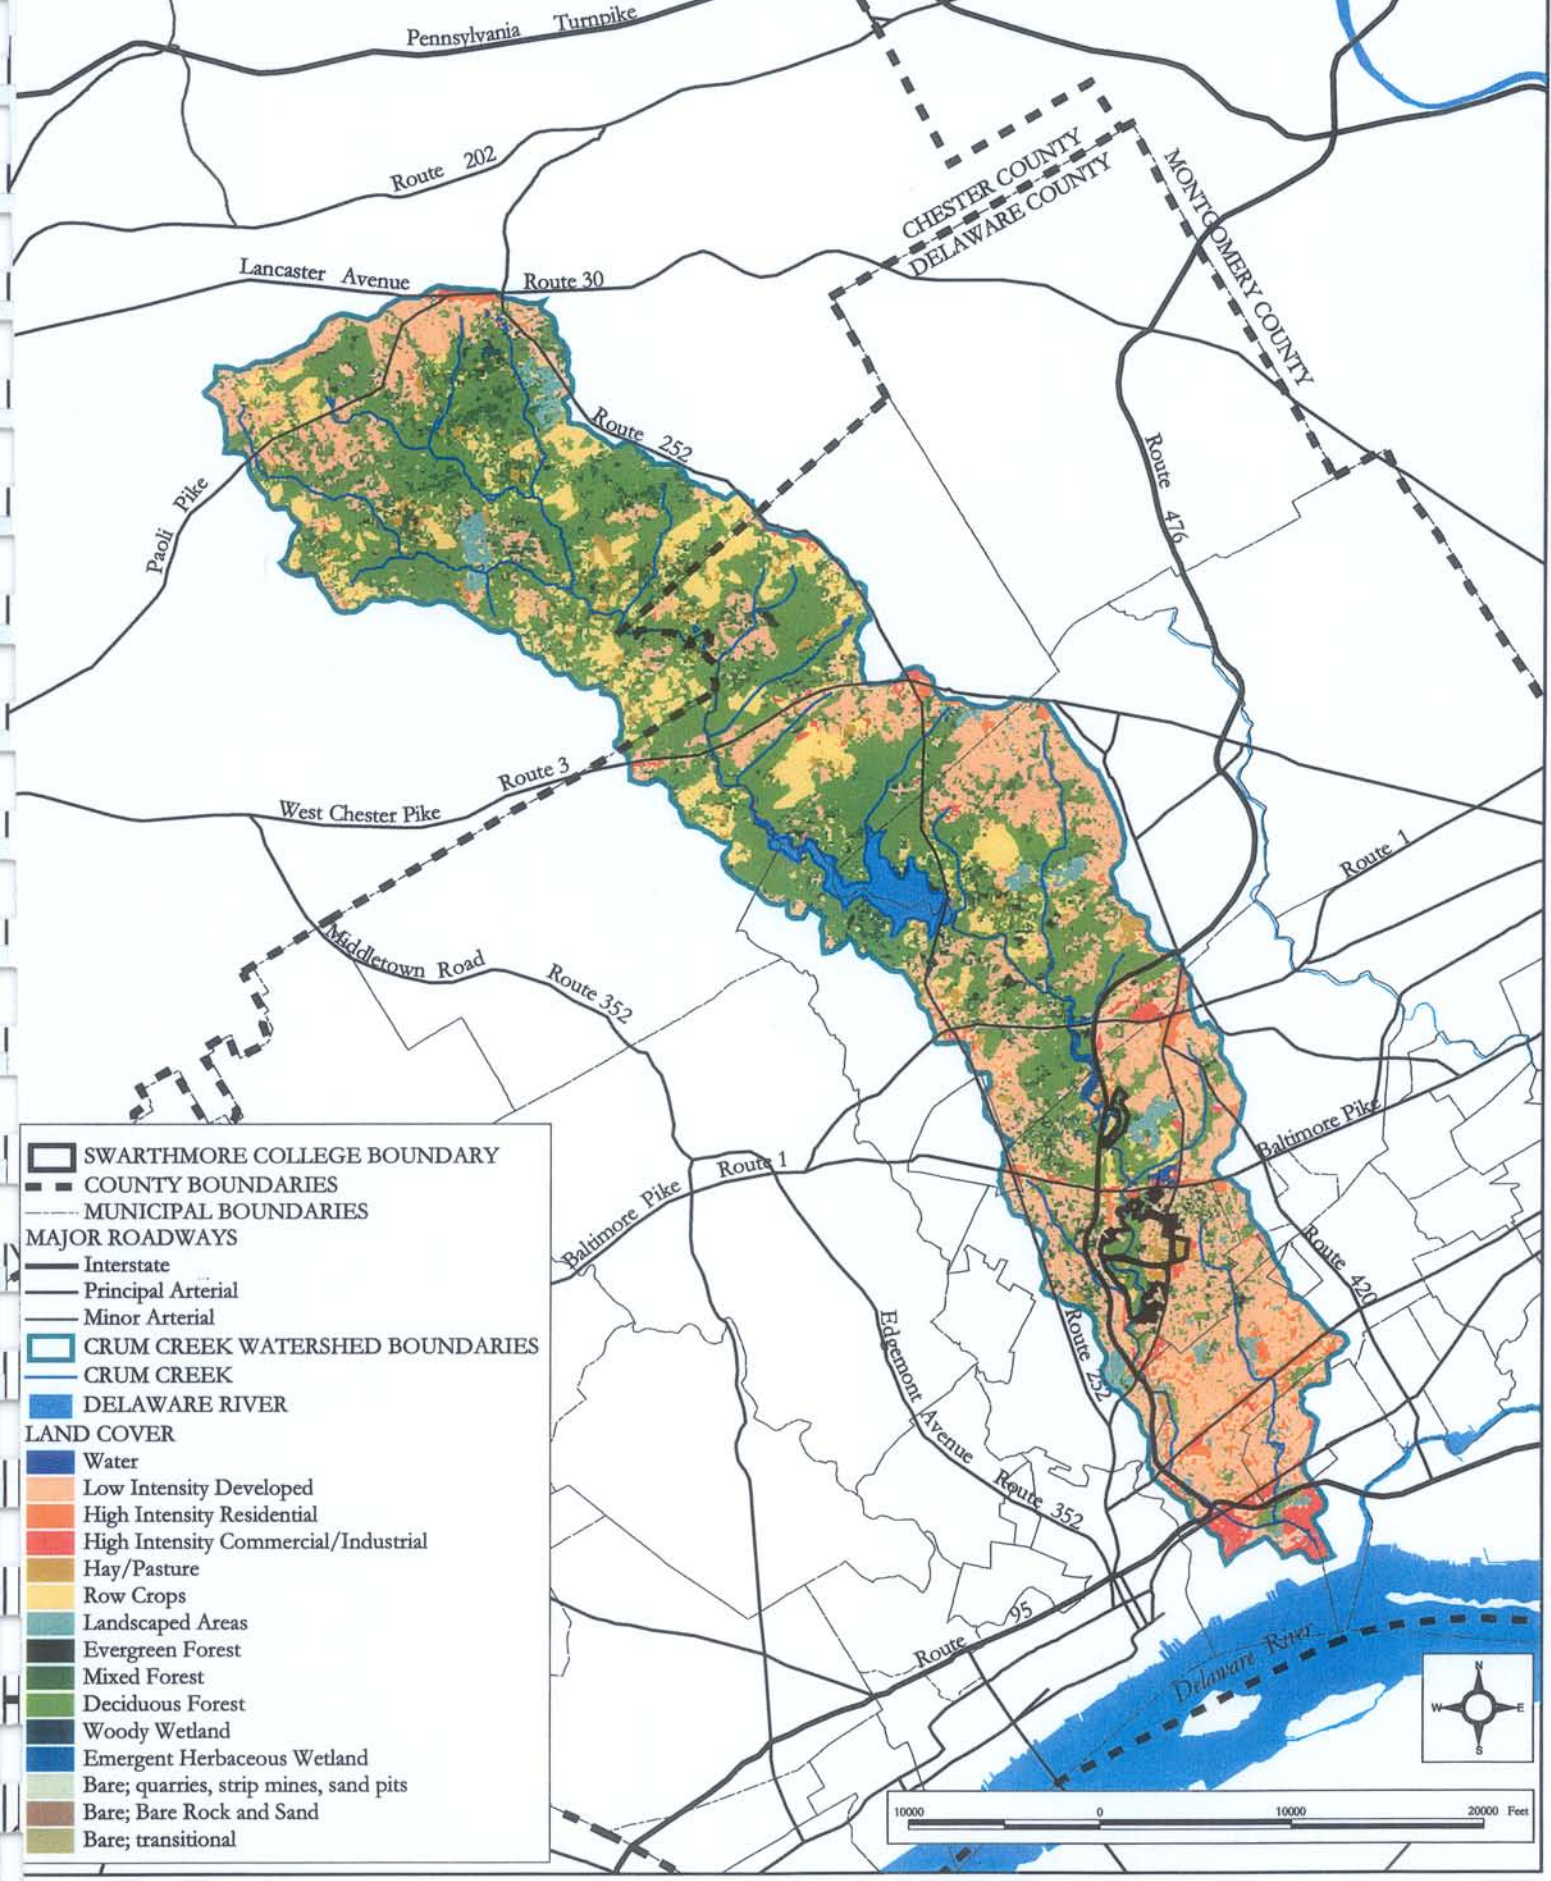 Pennsylvania Turnpike
Route 202
CHESTER COUNTY
DELAWARE COUNTY
MONTGOMERY COUNTY
Lancaster Avenue
Route 30
Route 252
Route 476
Paoli Pike
Route 3
West Chester Pike
Route 1
Middletown Road
Route 352
Baltimore Pike
Route 1
Baltimore Pike
Route 420
Route 252
Edgemont Avenue Route 352
Route 95
Delaware River
SWARTHMORE COLLEGE BOUNDARY
COUNTY BOUNDARIES
MUNICIPAL BOUNDARIES
MAJOR ROADWAYS
Interstate
Principal Arterial
Minor Arterial
CRUM CREEK WATERSHED BOUNDARIES
CRUM CREEK
DELAWARE RIVER
LAND COVER
Water
Low Intensity Developed
High Intensity Residential
High Intensity Commercial/Industrial
Hay/Pasture
Row Crops
Landscaped Areas
Evergreen Forest
Mixed Forest
Deciduous Forest
Woody Wetland
Emergent Herbaceous Wetland
Bare; quarries, strip mines, sand pits
Bare; Bare Rock and Sand
Bare; transitional
N
W E
S
10000 0 10000 20000 Feet